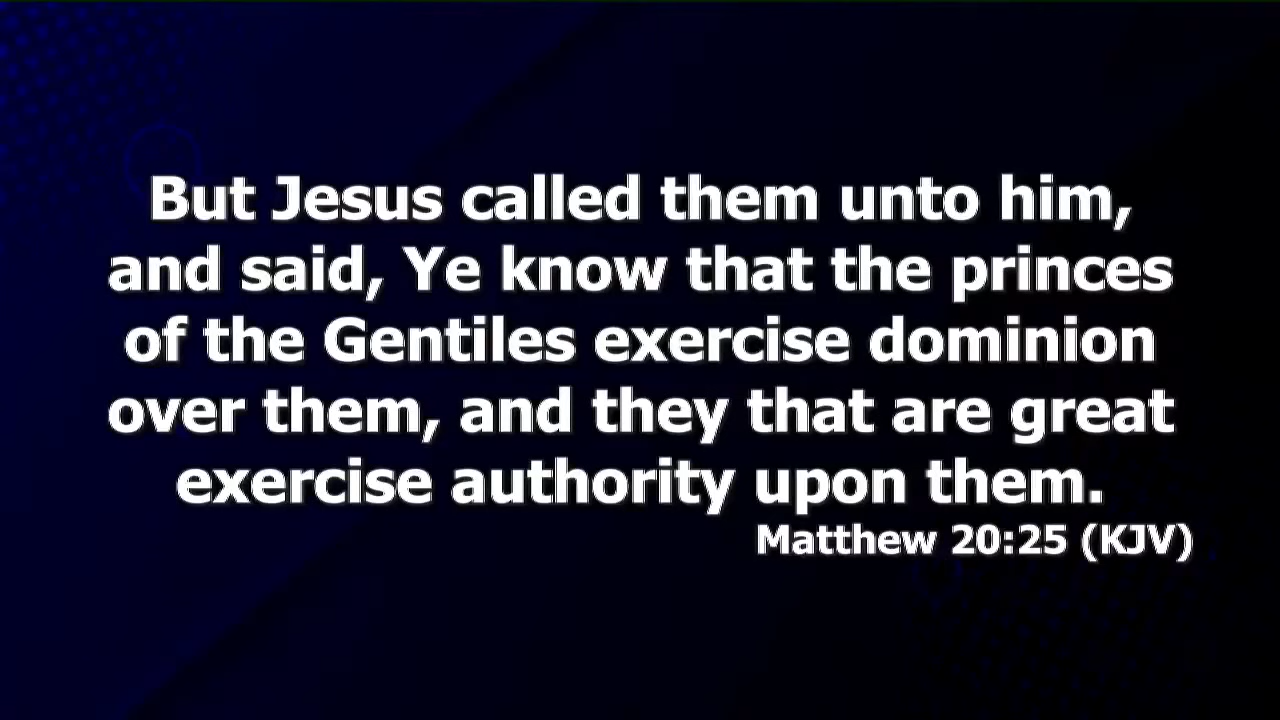 But Jesus called them unto him,
and said, Ye know that the princes
of the Gentiles exercise dominion
over them, and they that are great
exercise authority upon them.
Matthew 20:25 (KJV)